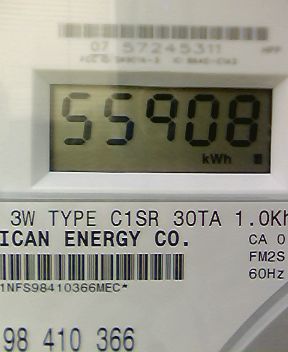 07 57245311
55908
kWh
3W TYPE C1SR 30TA 1.0Kh
ICAN ENERGY CO.
CA 0
FM2S
60Hz
1NFS98410366MEC*
98 410 366